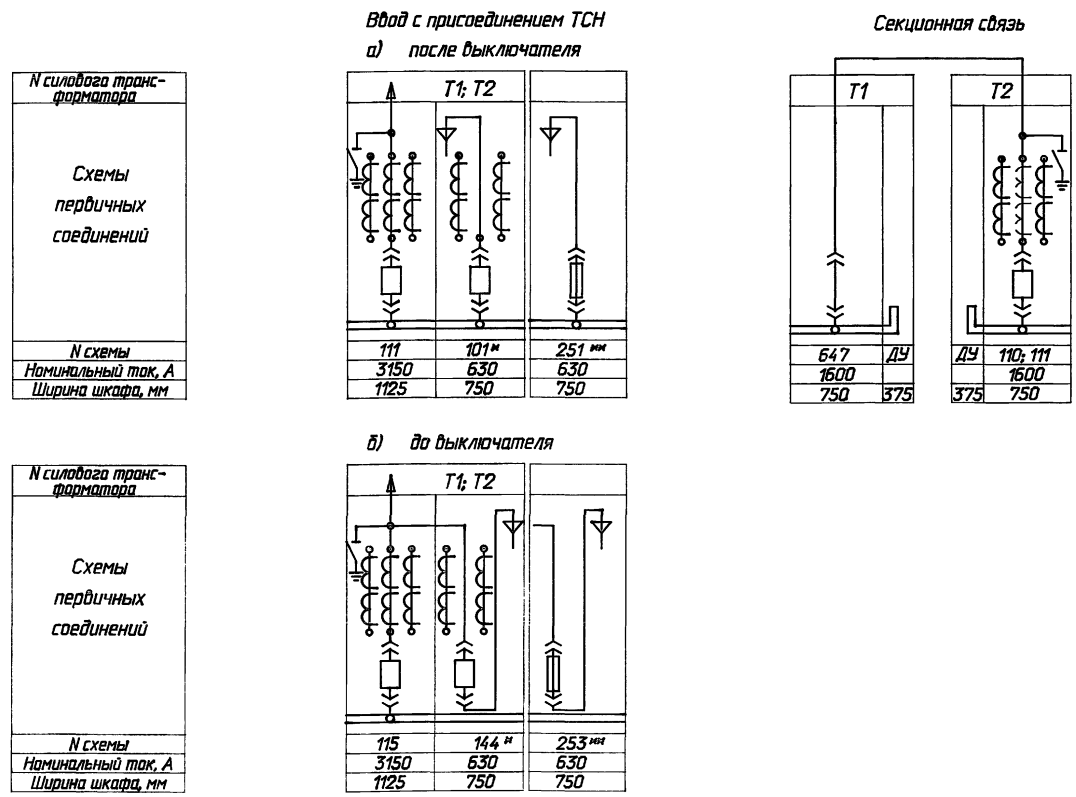 Ввод с присоединением ТСН
а) после выключателя
Секционная связь
N силового транс-
форматора
Т1; Т2
Т1
Т2
Схемы
первичных
соединений
N схемы
111
101**
251***
647
ДУ
ДУ
110; 111
Номинальный ток, А
3150
630
630
1600
1600
Ширина шкафа, мм
1125
750
750
750
375
375
750
б) до выключателя
N силового транс-
форматора
Т1; Т2
Схемы
первичных
соединений
N схемы
115
144**
253***
Номинальный ток, А
3150
630
630
Ширина шкафа, мм
1125
750
750